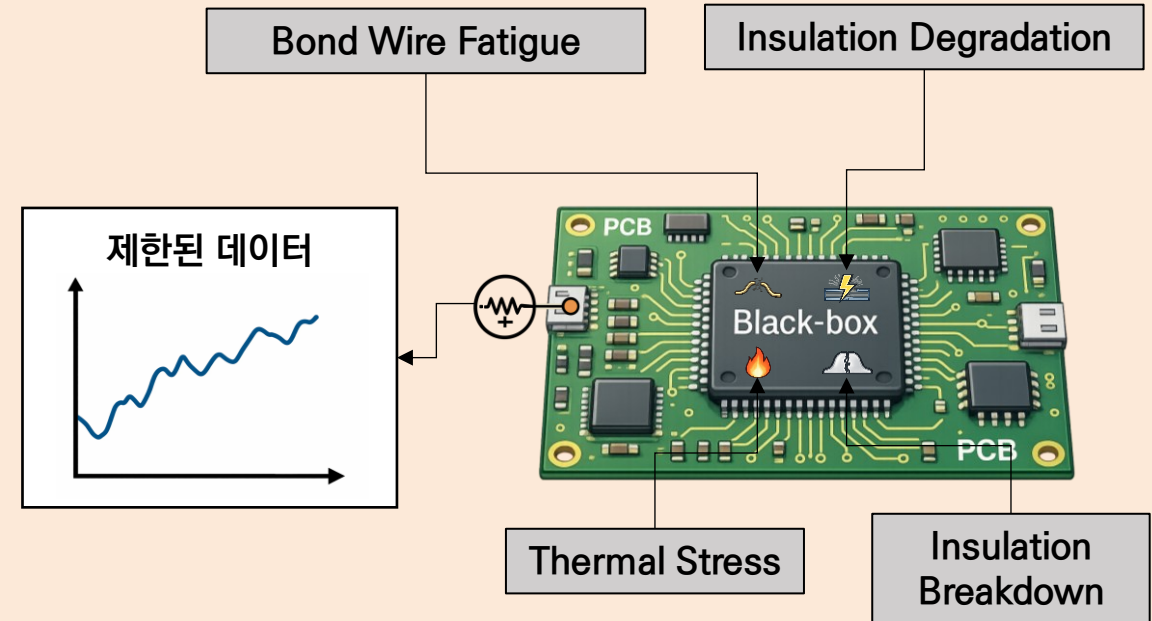 Bond Wire Fatigue
Insulation Degradation
제한된 데이터
PCB
Black-box
PCB
Thermal Stress
Insulation
Breakdown